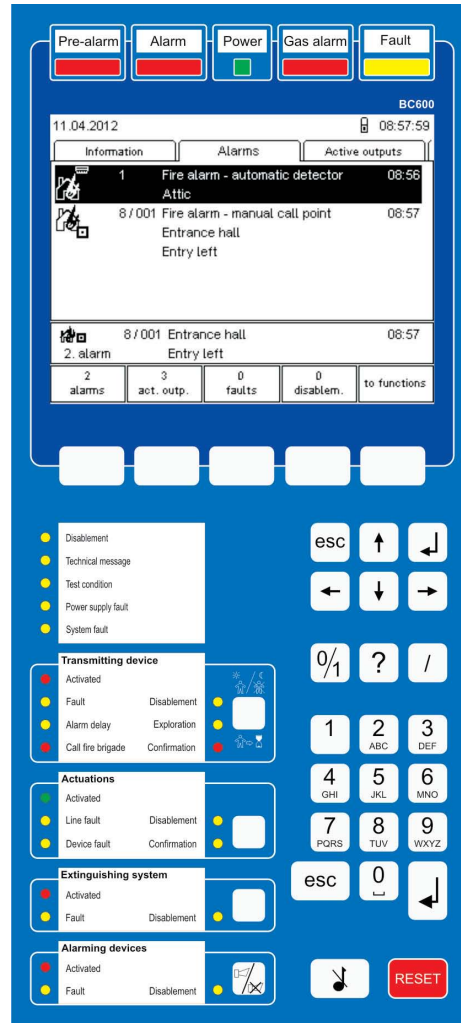 Pre-alarm Alarm Power Gas alarm Fault
BC600
11.04.2012 08:57:59
Information Alarms Active outputs
1 Fire alarm - automatic detector 08:56
Attic
8/001 Fire alarm - manual call point 08:57
Entrance hall
Entry left
8/001 Entrance hall 08:57
2. alarm Entry left
2 3 0 0 to functions
alarms act. outp. faults disablem.
Disablement
Technical message
Test condition
Power supply fault
System fault
esc
Transmitting device
Activated
Fault Disablement
Alarm delay Exploration
Call fire brigade Confirmation
0/1 ? /
1 2 3
ABC DEF
Actuations
Activated
Line fault Disablement
Device fault Confirmation
4 5 6
GHI JKL MNO
7 8 9
PQRS TUV WXYZ
Extinguishing system
Activated
Fault Disablement
esc 0
Alarming devices
Activated
Fault Disablement
RESET